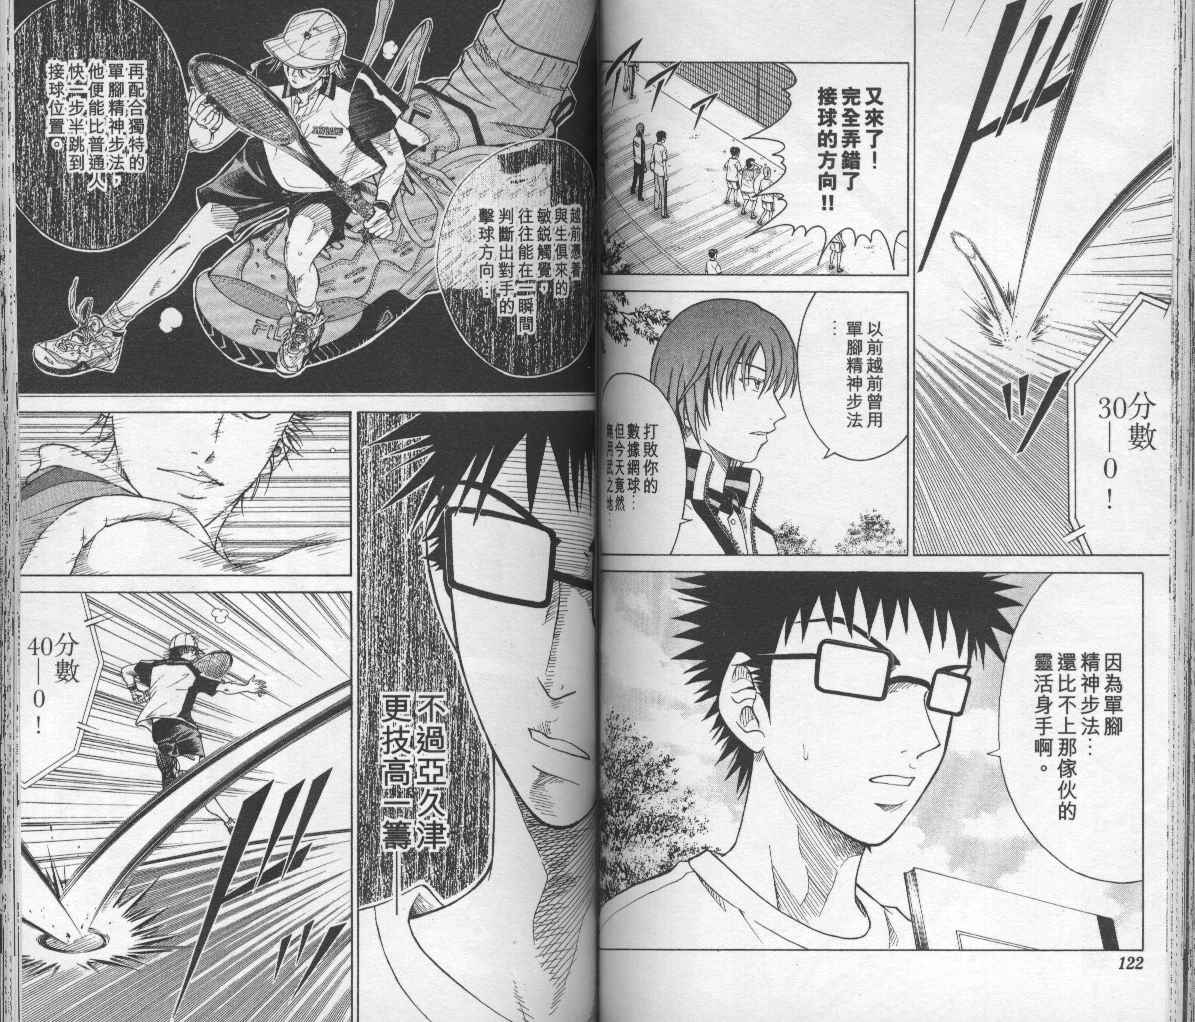 分數
30—0！
又來了！
完全弄錯了
接球的方向!!
以前越前曾用
單腳精神步法
…
打敗你的
數據網球…
但今天竟然
無用武之地…
因為單腳
精神步法…
還比不上那傢伙的
靈活身手啊。
122
越前憑著
與生俱來的
敏銳觸覺，
往往能在一瞬間
判斷出對手的
擊球方向…
再配合獨特的
單腳精神步法，
他便能比普通人
快一步半跳到
接球位置。
不過亞久津
更技高一籌—
分數
40—0！